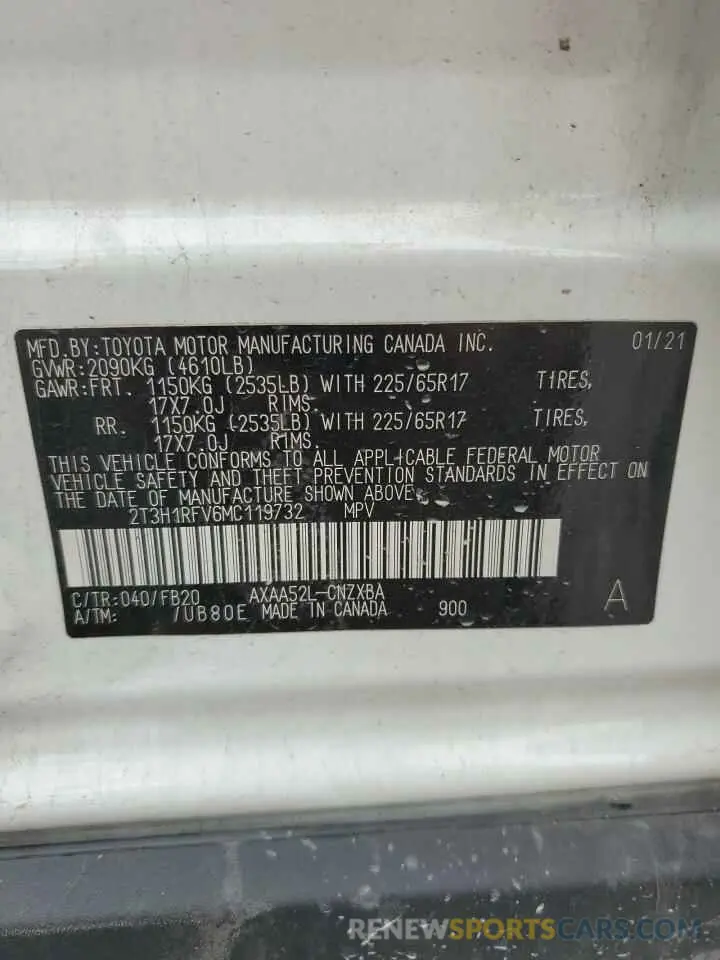 MFD.BY:TOYOTA MOTOR MANUFACTURING CANADA INC. 01/21
GVWR:2090KG (4610LB)
GAWR:FRT. 1150KG (2535LB) WITH 225/65R17 TIRES,
17X7.0J RIMS.
RR. 1150KG (2535LB) WITH 225/65R17 TIRES,
17X7.0J RIMS.
THIS VEHICLE CONFORMS TO ALL APPLICABLE FEDERAL MOTOR
VEHICLE SAFETY AND THEFT PREVENTION STANDARDS IN EFFECT ON
THE DATE OF MANUFACTURE SHOWN ABOVE.
2T3H1RFV6MC119732 MPV
C/TR:040/FB20 AXAA52L-CNZXBA
A/TM: /UB80E MADE IN CANADA 900 A
RENEWSPORTSCARS.COM